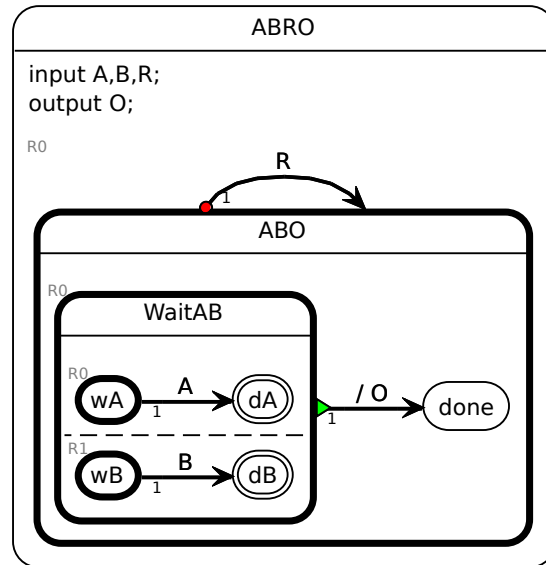 ABRO
input A,B,R;
output O;
R0
R
1
ABO
R0
WaitAB
R0
wA
A
1
dA
/ O
1
done
R1
wB
B
1
dB